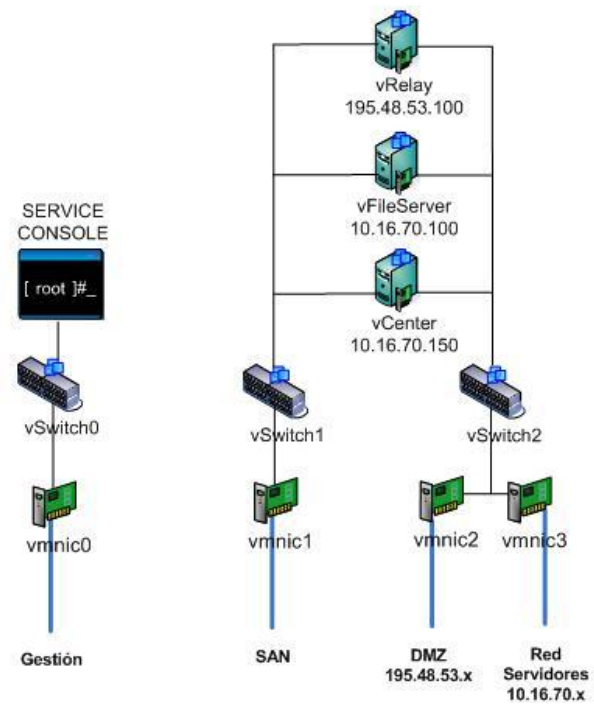 vRelay
195.48.53.100
vFileServer
10.16.70.100
SERVICE
CONSOLE
[ root ]#_
vCenter
10.16.70.150
vSwitch0
vSwitch1
vSwitch2
vmnic0
vmnic1
vmnic2
vmnic3
Gestión
SAN
DMZ
195.48.53.x
Red
Servidores
10.16.70.x